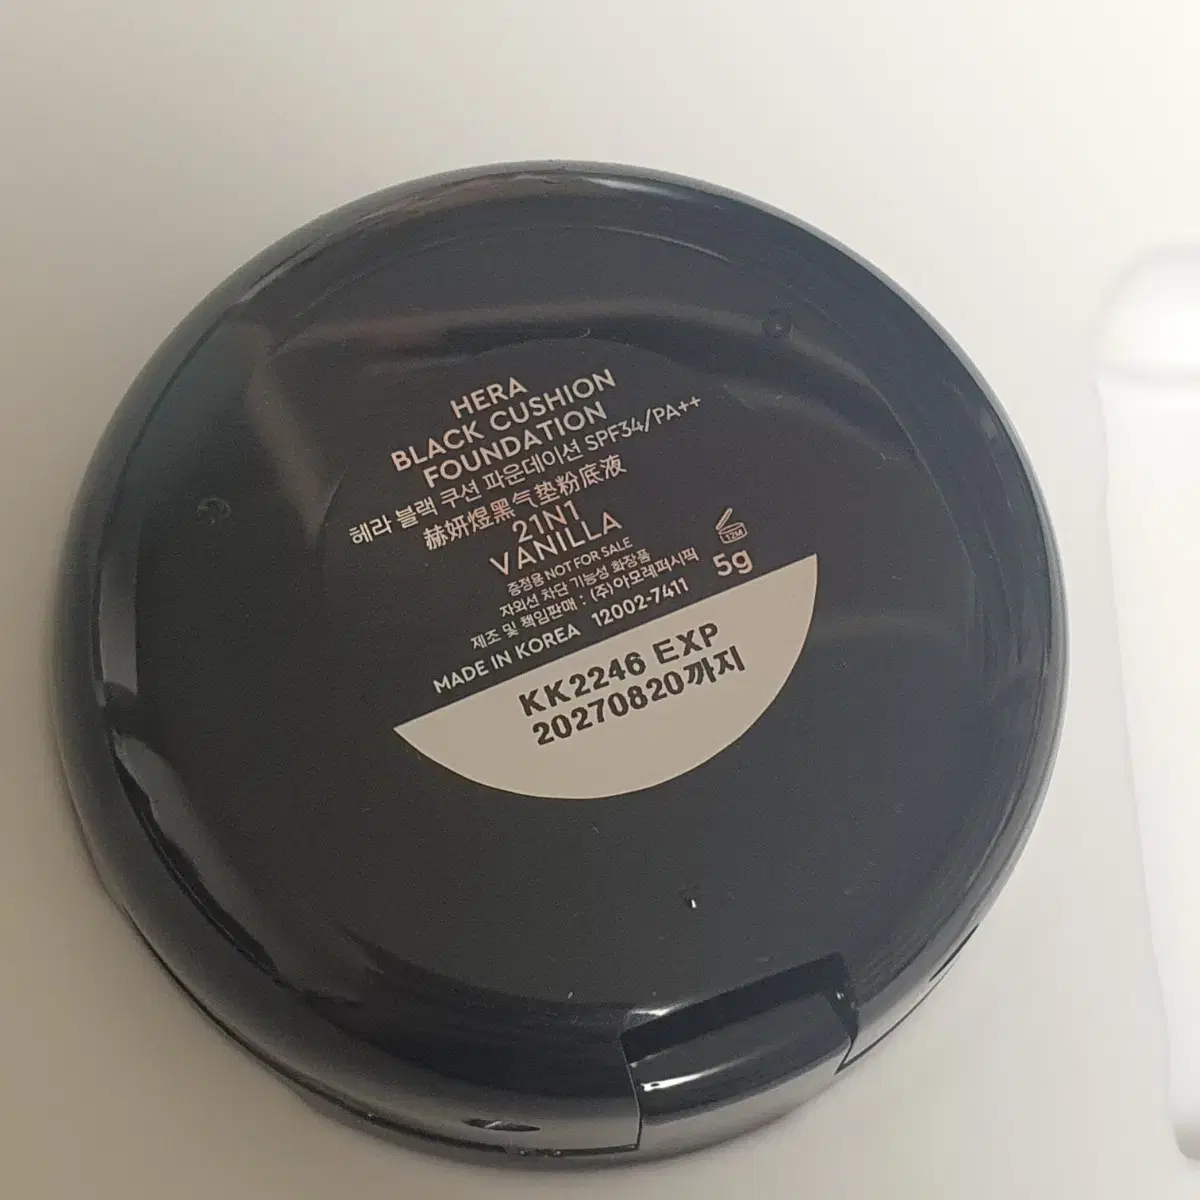 HERA
BLACK CUSHION
FOUNDATION
헤라 블랙 쿠션 파운데이션 SPF34/PA++
赫妍煜黑气垫粉底液
21N1
VANILLA
증정용 NOT FOR SALE
자외선 차단 기능성 화장품
제조 및 책임판매 : (주)아모레퍼시픽
MADE IN KOREA 12002-7411
12M
5g
KK2246 EXP
20270820까지